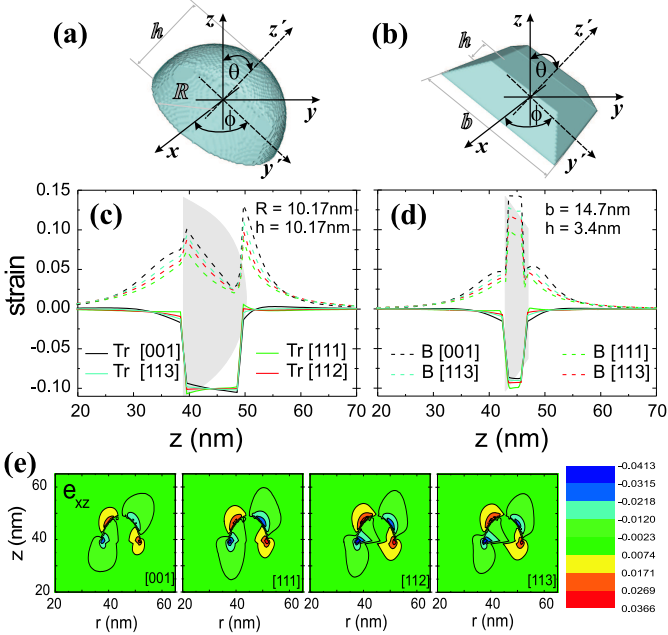 (a)
h
z
z´
θ
R
y
ϕ
x
y´
(b)
h
z
z´
θ
y
b
ϕ
x
y´
0.15
0.10
0.05
0.00
-0.05
-0.10
strain
(c)
R = 10.17nm
h = 10.17nm
Tr [001]
Tr [113]
Tr [111]
Tr [112]
20 30 40 50 60 70
z (nm)
(d)
b = 14.7nm
h = 3.4nm
B [001]
B [113]
B [111]
B [113]
20 30 40 50 60 70
z (nm)
(e)
e_xz
60
40
20
z (nm)
[001]
[111]
[112]
[113]
20 40 60
20 40 60
20 40 60
20 40 60
r (nm)
r (nm)
r (nm)
r (nm)
-0.0413
-0.0315
-0.0218
-0.0120
-0.0023
0.0074
0.0171
0.0269
0.0366